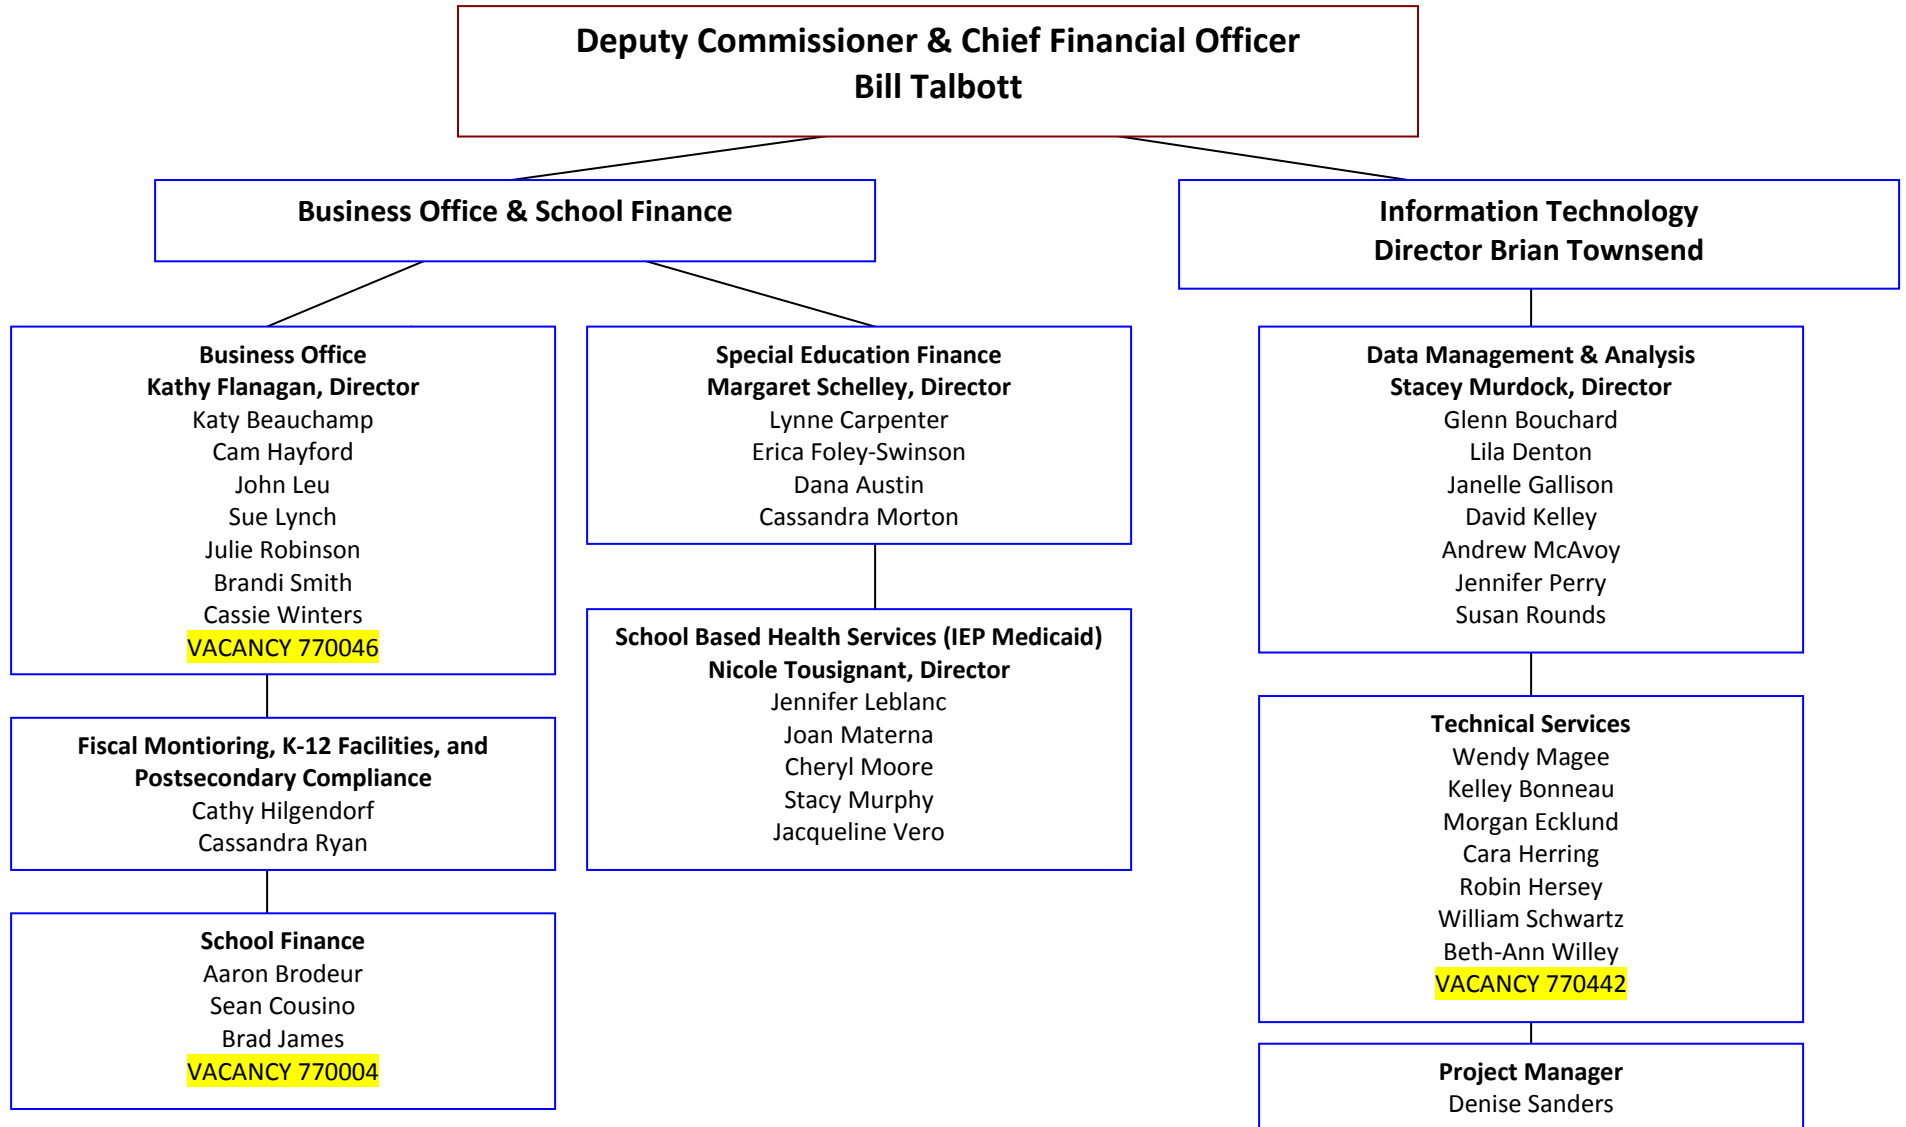 Deputy Commissioner & Chief Financial Officer
Bill Talbott
Business Office & School Finance
Information Technology
Director Brian Townsend
Business Office
Kathy Flanagan, Director
Katy Beauchamp
Cam Hayford
John Leu
Sue Lynch
Julie Robinson
Brandi Smith
Cassie Winters
VACANCY 770046
Fiscal Montioring, K-12 Facilities, and
Postsecondary Compliance
Cathy Hilgendorf
Cassandra Ryan
School Finance
Aaron Brodeur
Sean Cousino
Brad James
VACANCY 770004
Special Education Finance
Margaret Schelley, Director
Lynne Carpenter
Erica Foley-Swinson
Dana Austin
Cassandra Morton
School Based Health Services (IEP Medicaid)
Nicole Tousignant, Director
Jennifer Leblanc
Joan Materna
Cheryl Moore
Stacy Murphy
Jacqueline Vero
Data Management & Analysis
Stacey Murdock, Director
Glenn Bouchard
Lila Denton
Janelle Gallison
David Kelley
Andrew McAvoy
Jennifer Perry
Susan Rounds
Technical Services
Wendy Magee
Kelley Bonneau
Morgan Ecklund
Cara Herring
Robin Hersey
William Schwartz
Beth-Ann Willey
VACANCY 770442
Project Manager
Denise Sanders